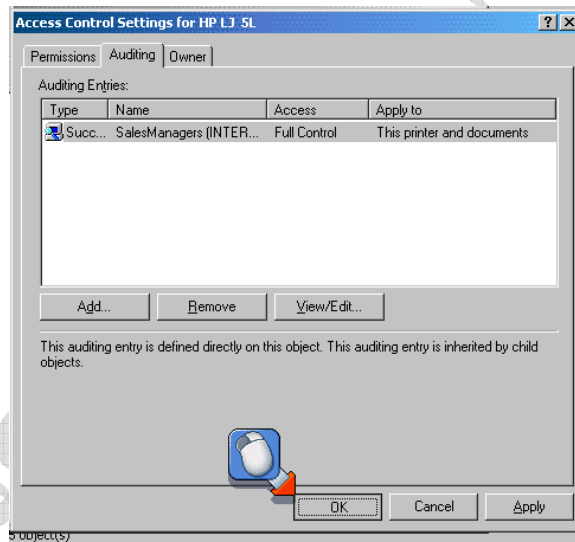 Access Control Settings for HP LJ 5L
Permissions Auditing Owner
Auditing Entries:
Type Name Access Apply to
Succ... SalesManagers (INTER... Full Control This printer and documents
Add... Remove View/Edit...
This auditing entry is defined directly on this object. This auditing entry is inherited by child
objects.
OK Cancel Apply
5 object(s)